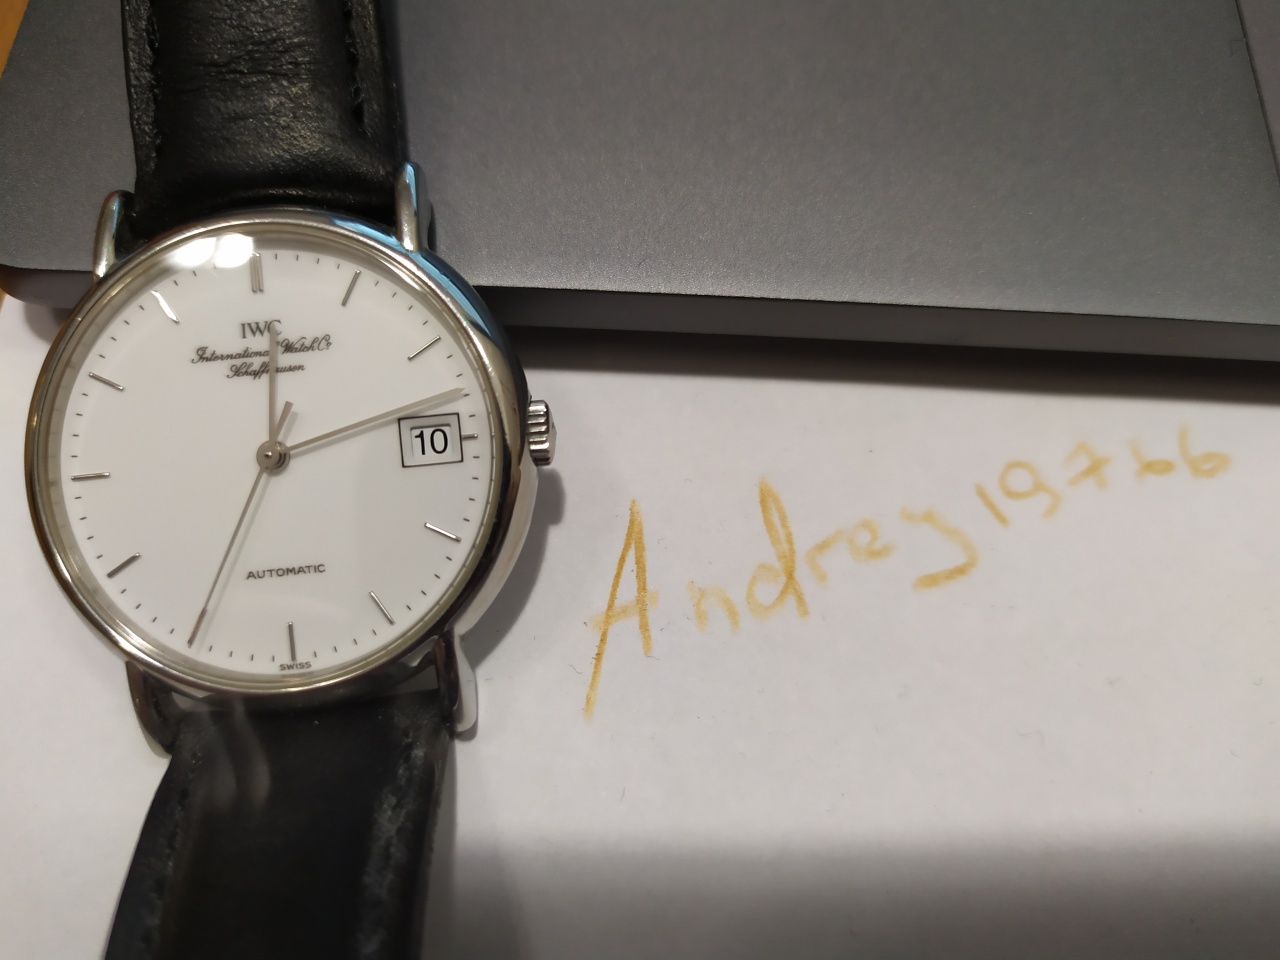 IWC
International Watch Co
Schaffhausen
10
AUTOMATIC
SWISS
Andrey19766